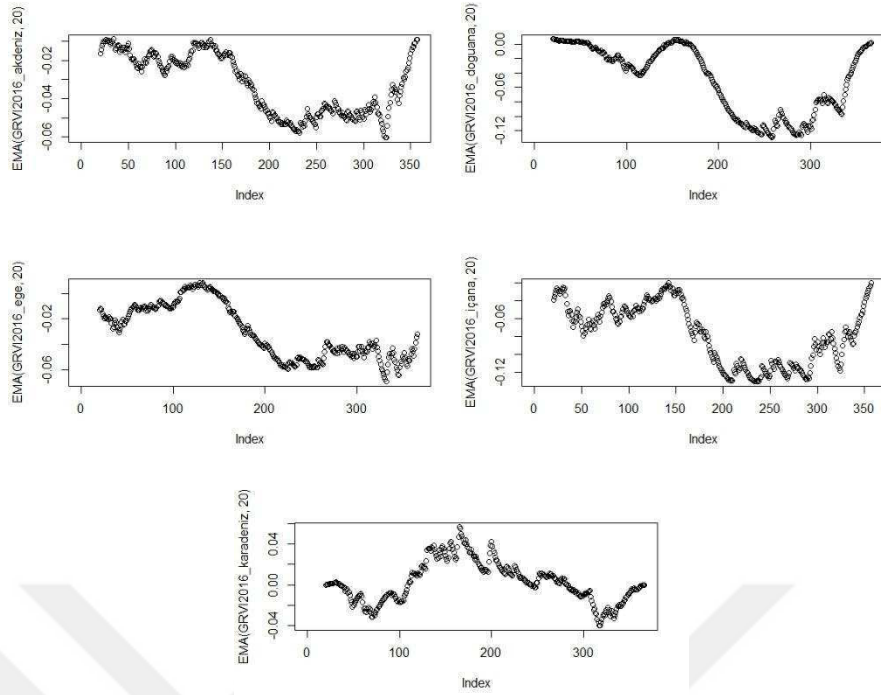 EMA(GRVI2016_akdeniz, 20)
-0.02
-0.04
-0.06
0 50 100 150 200 250 300 350
Index
EMA(GRVI2016_doguana, 20)
0.00
-0.06
-0.12
0 100 200 300
Index
EMA(GRVI2016_ege, 20)
-0.02
-0.06
0 100 200 300
Index
EMA(GRVI2016_içana, 20)
-0.06
-0.12
0 50 100 150 200 250 300 350
Index
EMA(GRVI2016_karadeniz, 20)
0.04
0.00
-0.04
0 100 200 300
Index